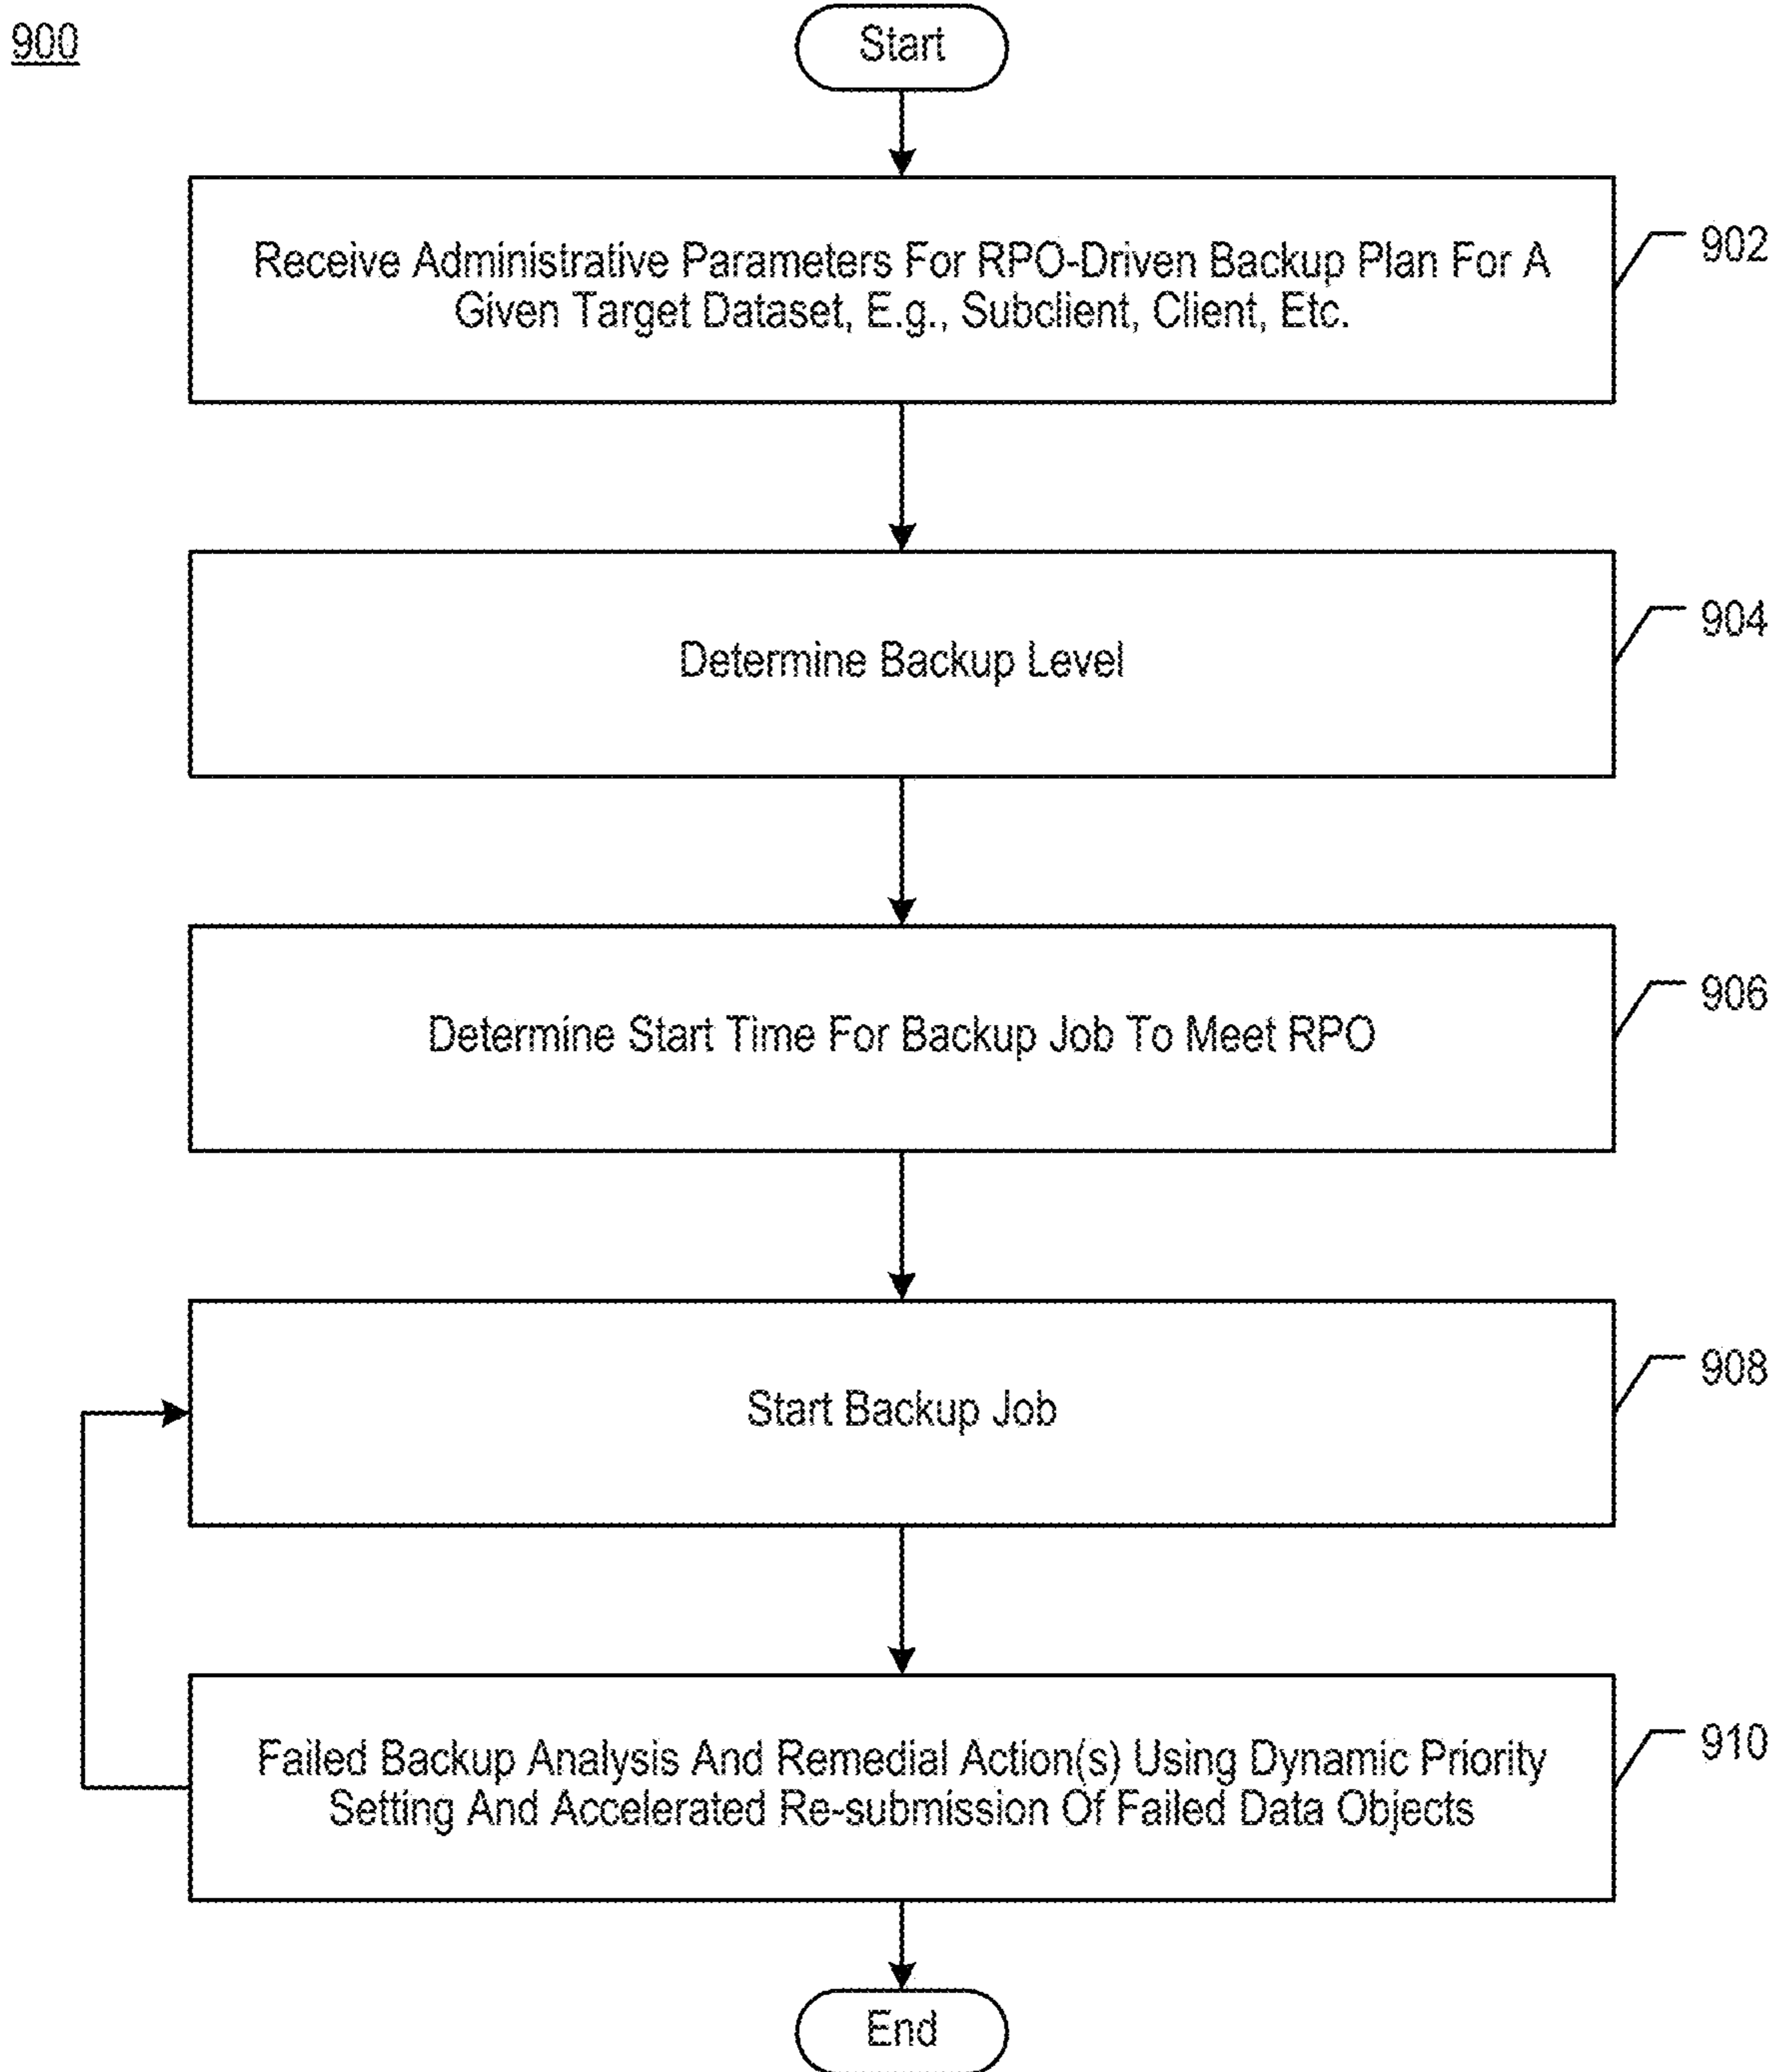 900
Start
Receive Administrative Parameters For RPO-Driven Backup Plan For A
Given Target Dataset, E.g., Subclient, Client, Etc.
902
Determine Backup Level
904
Determine Start Time For Backup Job To Meet RPO
906
Start Backup Job
908
Failed Backup Analysis And Remedial Action(s) Using Dynamic Priority
Setting And Accelerated Re-submission Of Failed Data Objects
910
End